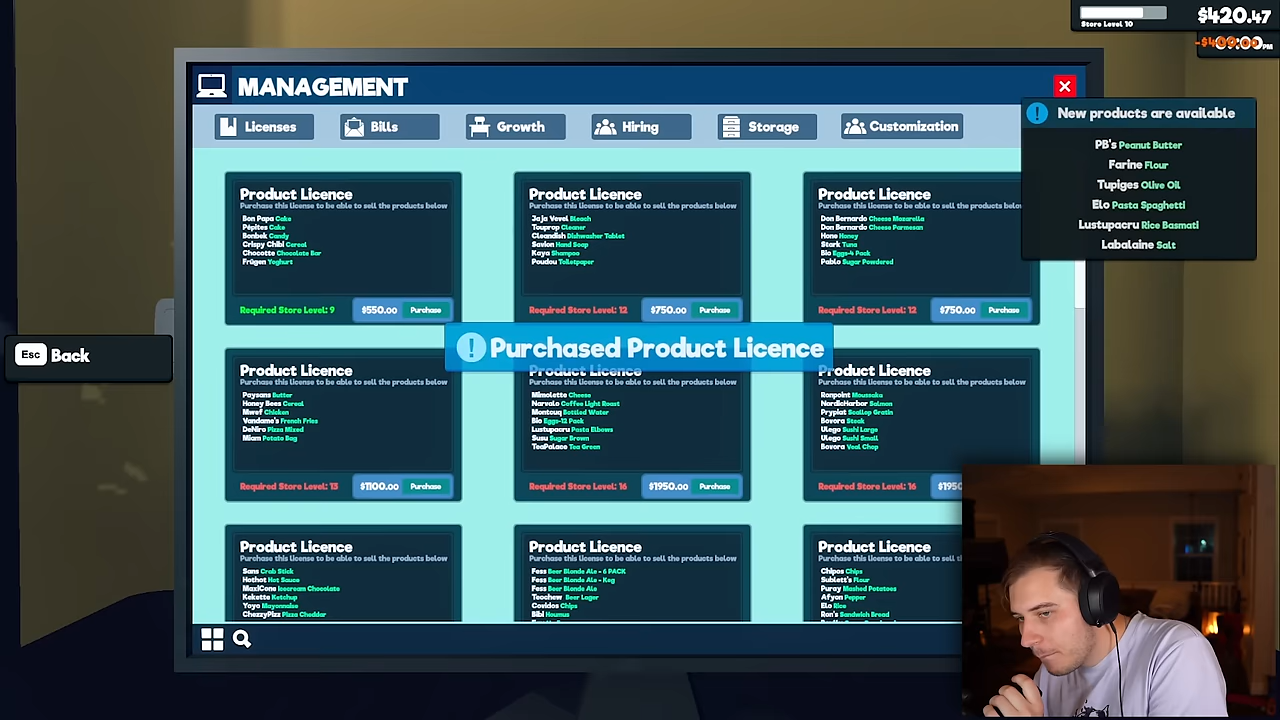 $420.47
Store Level 10
PM
MANAGEMENT
Licenses
Bills
Growth
Hiring
Storage
Customization
New products are available
PB's Peanut Butter
Farine Flour
Tupiges Olive Oil
Elo Pasta Spaghetti
Lustupacru Rice Basmati
Labalaine Salt
Esc Back
Product Licence
Purchase this license to be able to sell the products below
Bon Papa Cake
Pépites Cake
Bonbek Candy
Crispy Chibi Cereal
Chocotte Chocolate Bar
Frügen Yoghurt
Required Store Level: 9
$550.00
Purchase
Product Licence
Purchase this license to be able to sell the products below
Jaja Vevel Bleach
Touprop Cleaner
Cleandish Dishwasher Tablet
Savion Hand Soap
Kaya Shampoo
Poudou Toiletpaper
Required Store Level: 12
$750.00
Purchase
Product Licence
Purchase this license to be able to sell the products below
Don Bernardo Cheese Mozarella
Don Bernardo Cheese Parmesan
Hono Honey
Stark Tuna
Bio Eggs-4 Pack
Pablo Sugar Powdered
Required Store Level: 12
$750.00
Purchase
Purchased Product Licence
Product Licence
Purchase this license to be able to sell the products below
Paysans Butter
Honey Bees Cereal
Mwef Chicken
Vandame's French Fries
DeNiro Pizza Mixed
Miam Potato Bag
Required Store Level: 13
$1100.00
Purchase
Product Licence
Purchase this license to be able to sell the products below
Mimolette Cheese
Narvalo Coffee Light Roast
Montcuq Bottled Water
Bio Eggs-12 Pack
Lustupacru Pasta Elbows
Susu Sugar Brown
TeaPalace Tea Green
Required Store Level: 16
$1950.00
Purchase
Product Licence
Purchase this license to be able to sell the products below
Ronpoint Moussaka
NordicHarbor Salmon
Prypiat Scallop Gratin
Bovora Steak
Ulego Sushi Large
Ulego Sushi Small
Bovora Veal Chop
Required Store Level: 16
$1950
Product Licence
Purchase this license to be able to sell the products below
Sans Crab Stick
Hothot Hot Sauce
MaxiCone Icecream Chocolate
Kekette Ketchup
Yoyo Mayonnaise
CheezyPizz Pizza Cheddar
Product Licence
Purchase this license to be able to sell the products below
Fess Beer Blonde Ale - 6 PACK
Fess Beer Blonde Ale - Keg
Fess Beer Blonde Ale
Teochew Beer Lager
Covidos Chips
Bibi Houmus
Product Licence
Purchase this license to be able to sell
Chipos Chips
Sublett's Flour
Puray Mashed Potatoes
Afyon Pepper
Elo Rice
Ron's Sandwich Bread